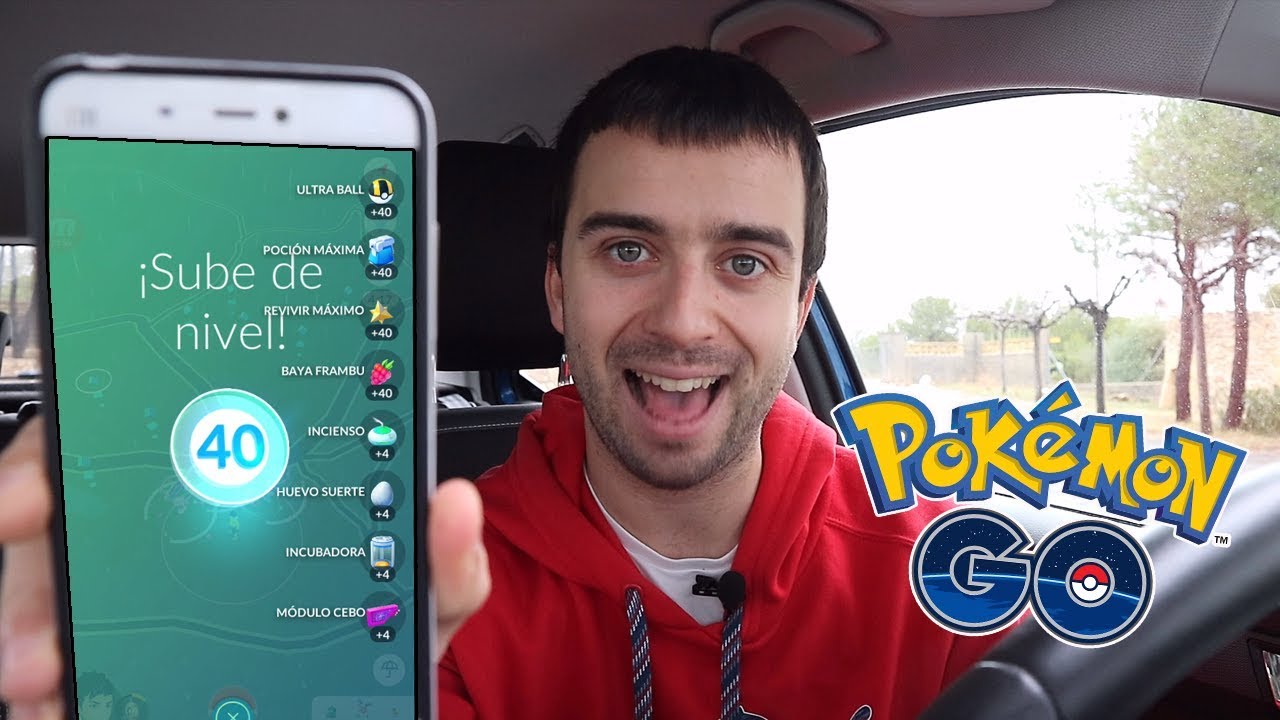 ULTRA BALL
+40
POCIÓN MÁXIMA
+40
¡Sube de
nivel!
REVIVIR MÁXIMO
+40
BAYA FRAMBU
+40
40
INCIENSO
+4
HUEVO SUERTE
+4
INCUBADORA
+4
MÓDULO CEBO
+4
POKÉMON
TM
GO